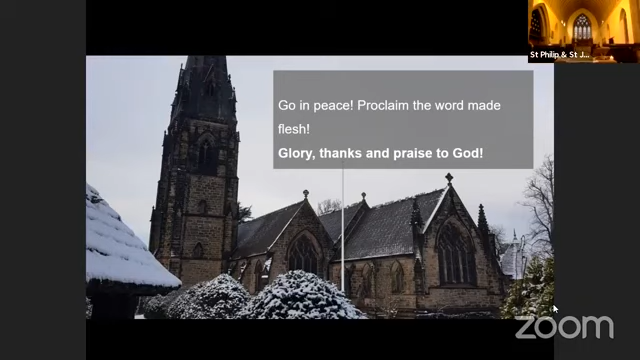 St Philip & St J...
Go in peace! Proclaim the word made
flesh!
Glory, thanks and praise to God!
zoom